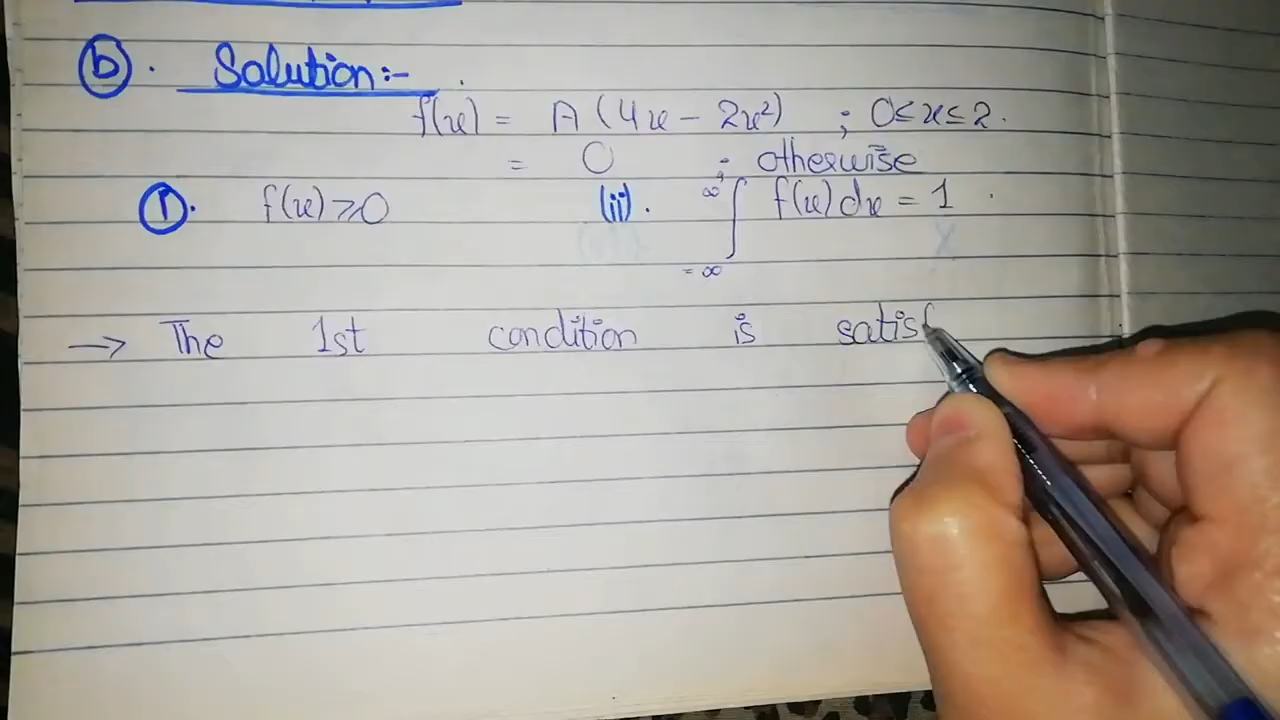 b. Solution:-
f(x) = A (4x - 2x²) ; 0≤x≤2.
= 0 ; otherwise
(i). f(x) ≥ 0 (ii). ∞ ∫ f(x) dx = 1
= ∞
→ The 1st condition is satisf